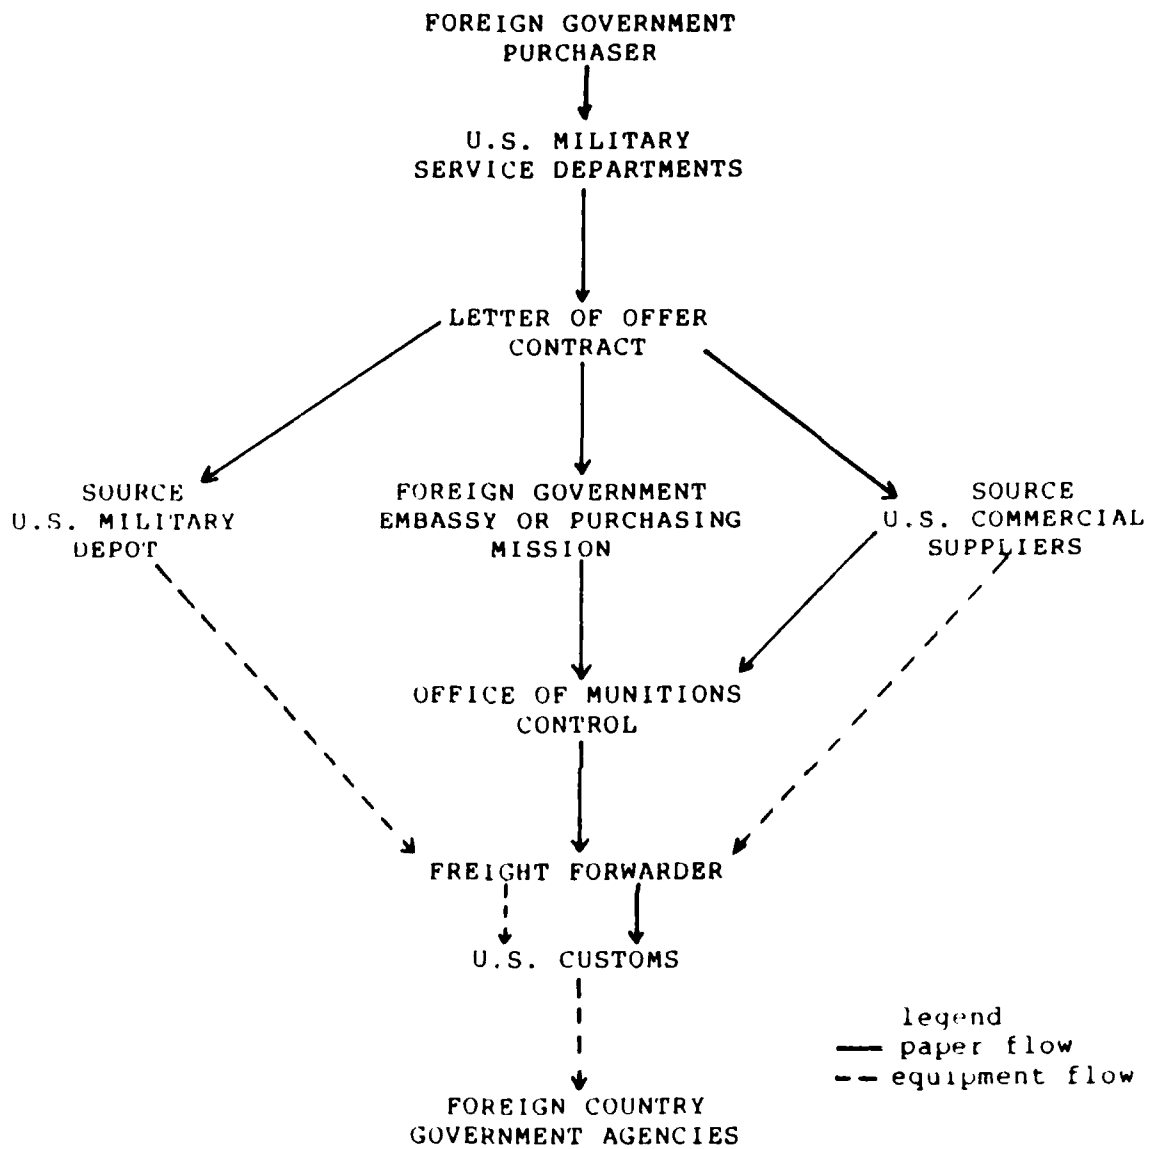 FOREIGN GOVERNMENT
PURCHASER
U.S. MILITARY
SERVICE DEPARTMENTS
LETTER OF OFFER
CONTRACT
SOURCE
U.S. MILITARY
DEPOT
FOREIGN GOVERNMENT
EMBASSY OR PURCHASING
MISSION
SOURCE
U.S. COMMERCIAL
SUPPLIERS
OFFICE OF MUNITIONS
CONTROL
FREIGHT FORWARDER
U.S. CUSTOMS
legend
paper flow
equipment flow
FOREIGN COUNTRY
GOVERNMENT AGENCIES